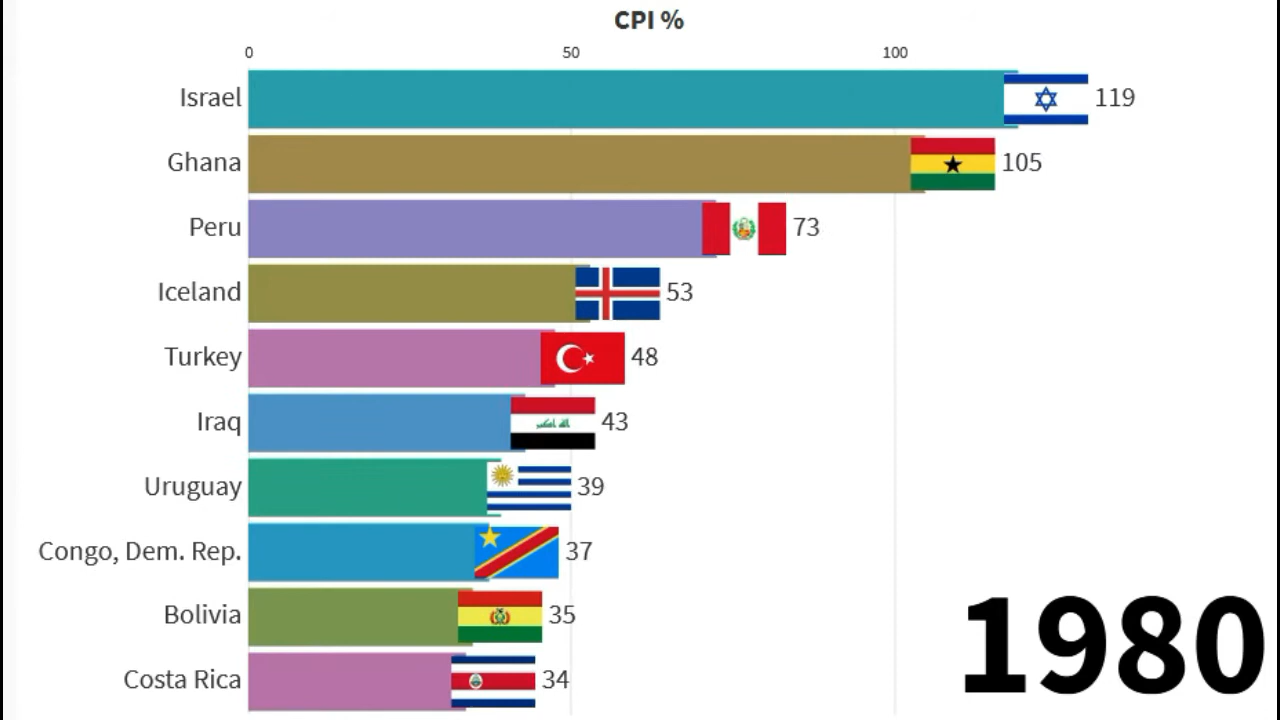 CPI %
0 50 100
Israel 119
Ghana 105
Peru 73
Iceland 53
Turkey 48
Iraq 43
Uruguay 39
Congo, Dem. Rep. 37
Bolivia 35
Costa Rica 34
1980